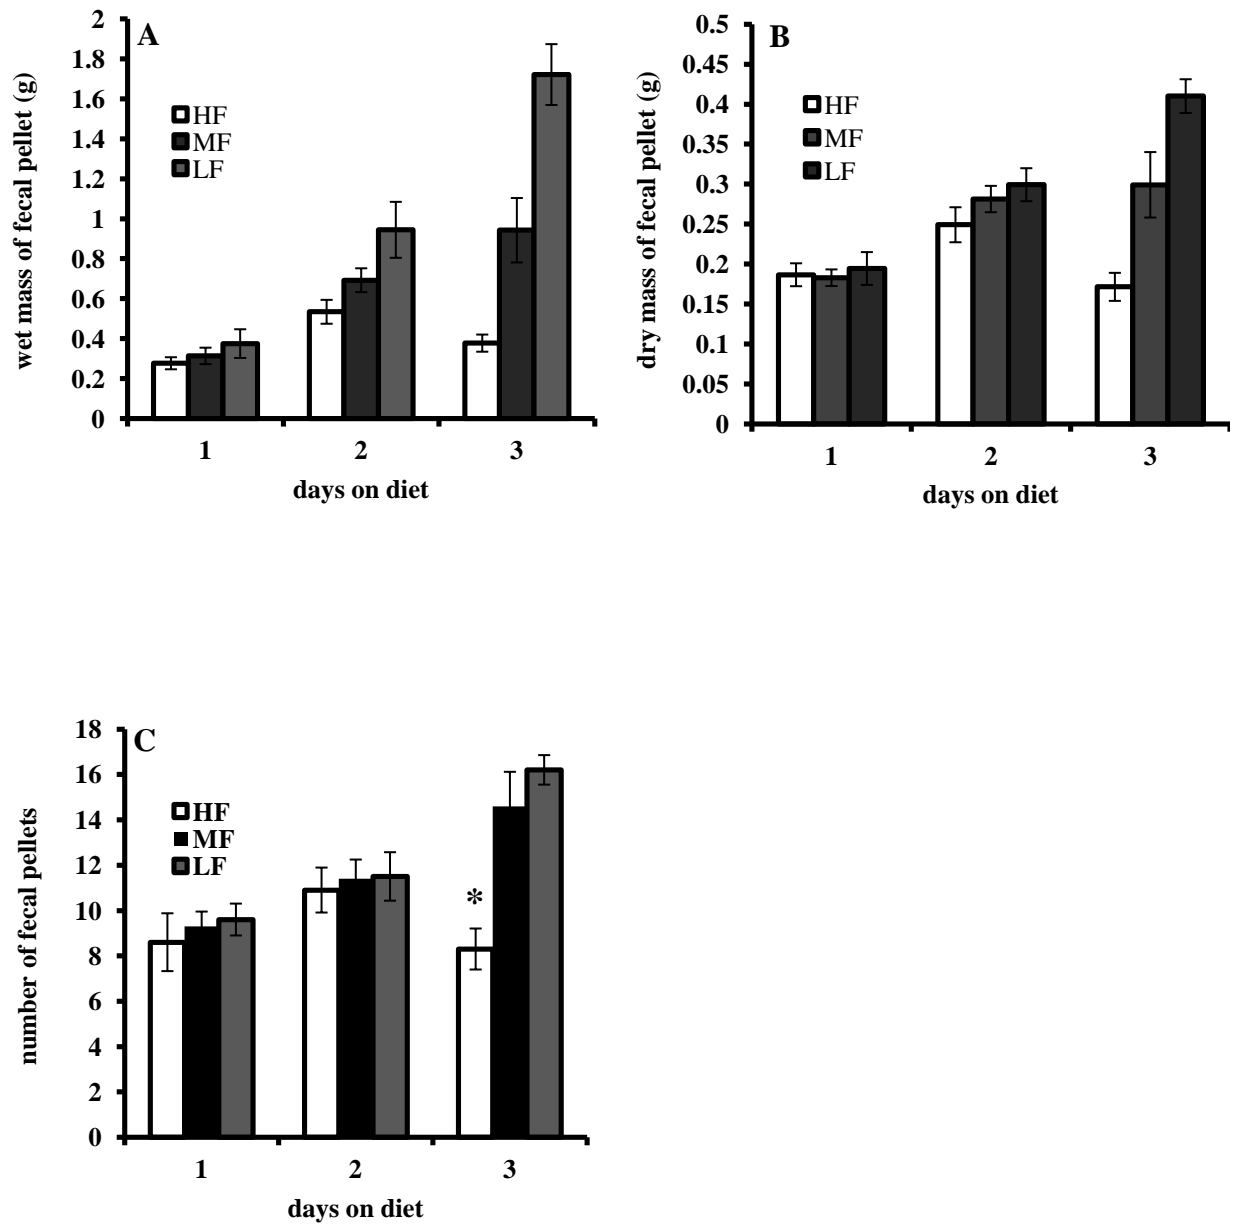 A
wet mass of fecal pellet (g)
2
1.8
1.6
1.4
1.2
1
0.8
0.6
0.4
0.2
0
HF
MF
LF
1 2 3
days on diet
B
dry mass of fecal pellet (g)
0.5
0.45
0.4
0.35
0.3
0.25
0.2
0.15
0.1
0.05
0
HF
MF
LF
1 2 3
days on diet
C
number of fecal pellets
18
16
14
12
10
8
6
4
2
0
HF
MF
LF
*
1 2 3
days on diet